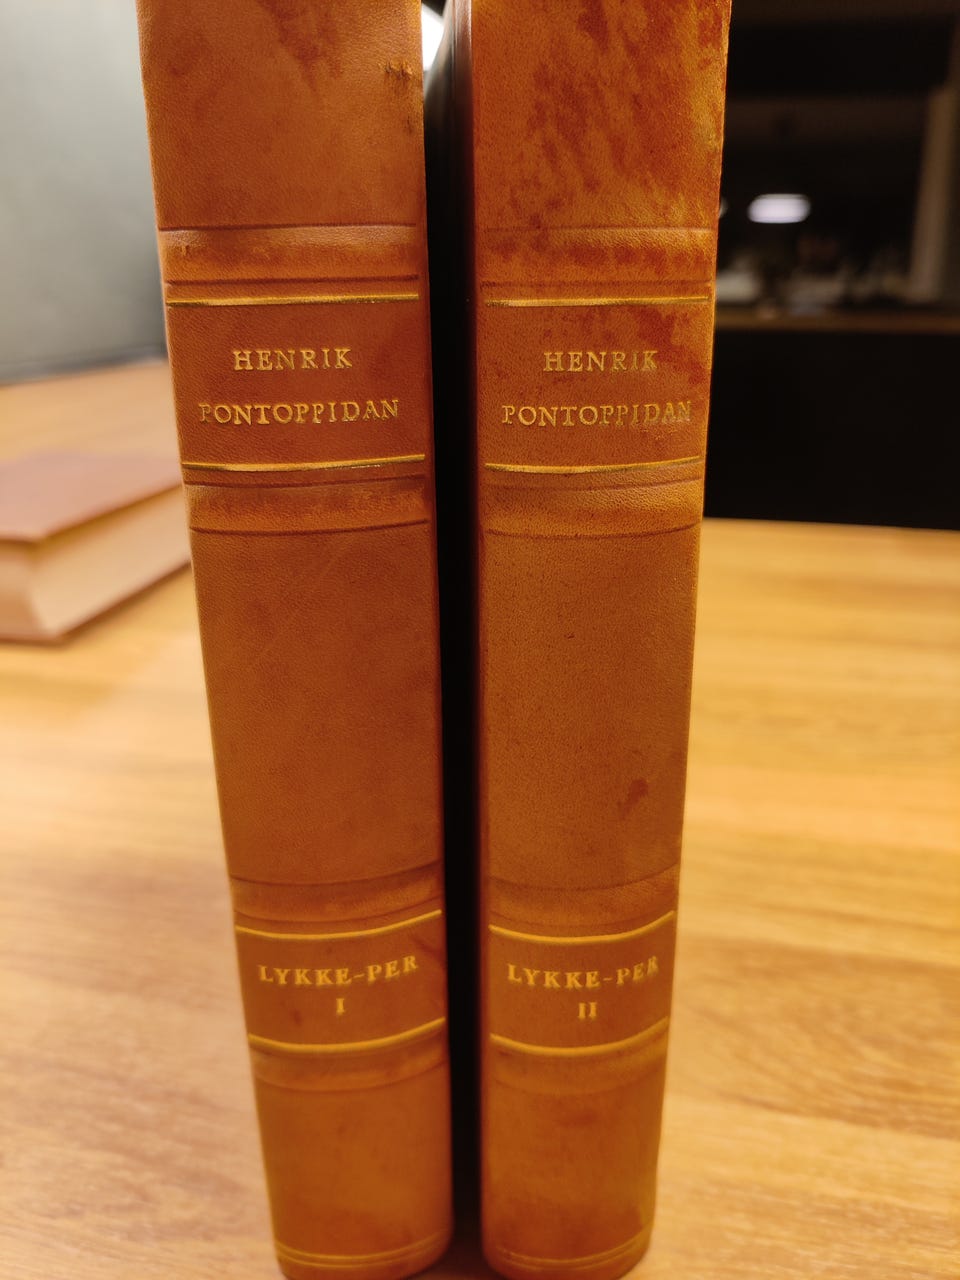 HENRIK
PONTOPPIDAN
LYKKE-PER
I
HENRIK
PONTOPPIDAN
LYKKE-PER
II